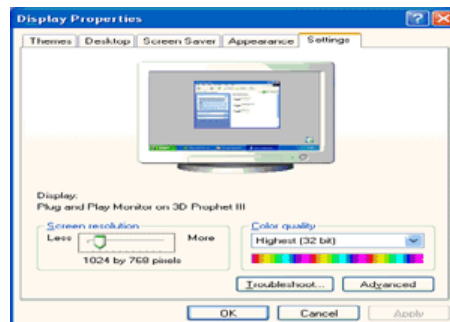 Display Properties
Themes Desktop Screen Saver Appearance Settings
Display:
Plug and Play Monitor on 3D Prophet III
Screen resolution
Less More
1024 by 768 pixels
Color quality
Highest (32 bit)
Troubleshoot... Advanced
OK Cancel Apply